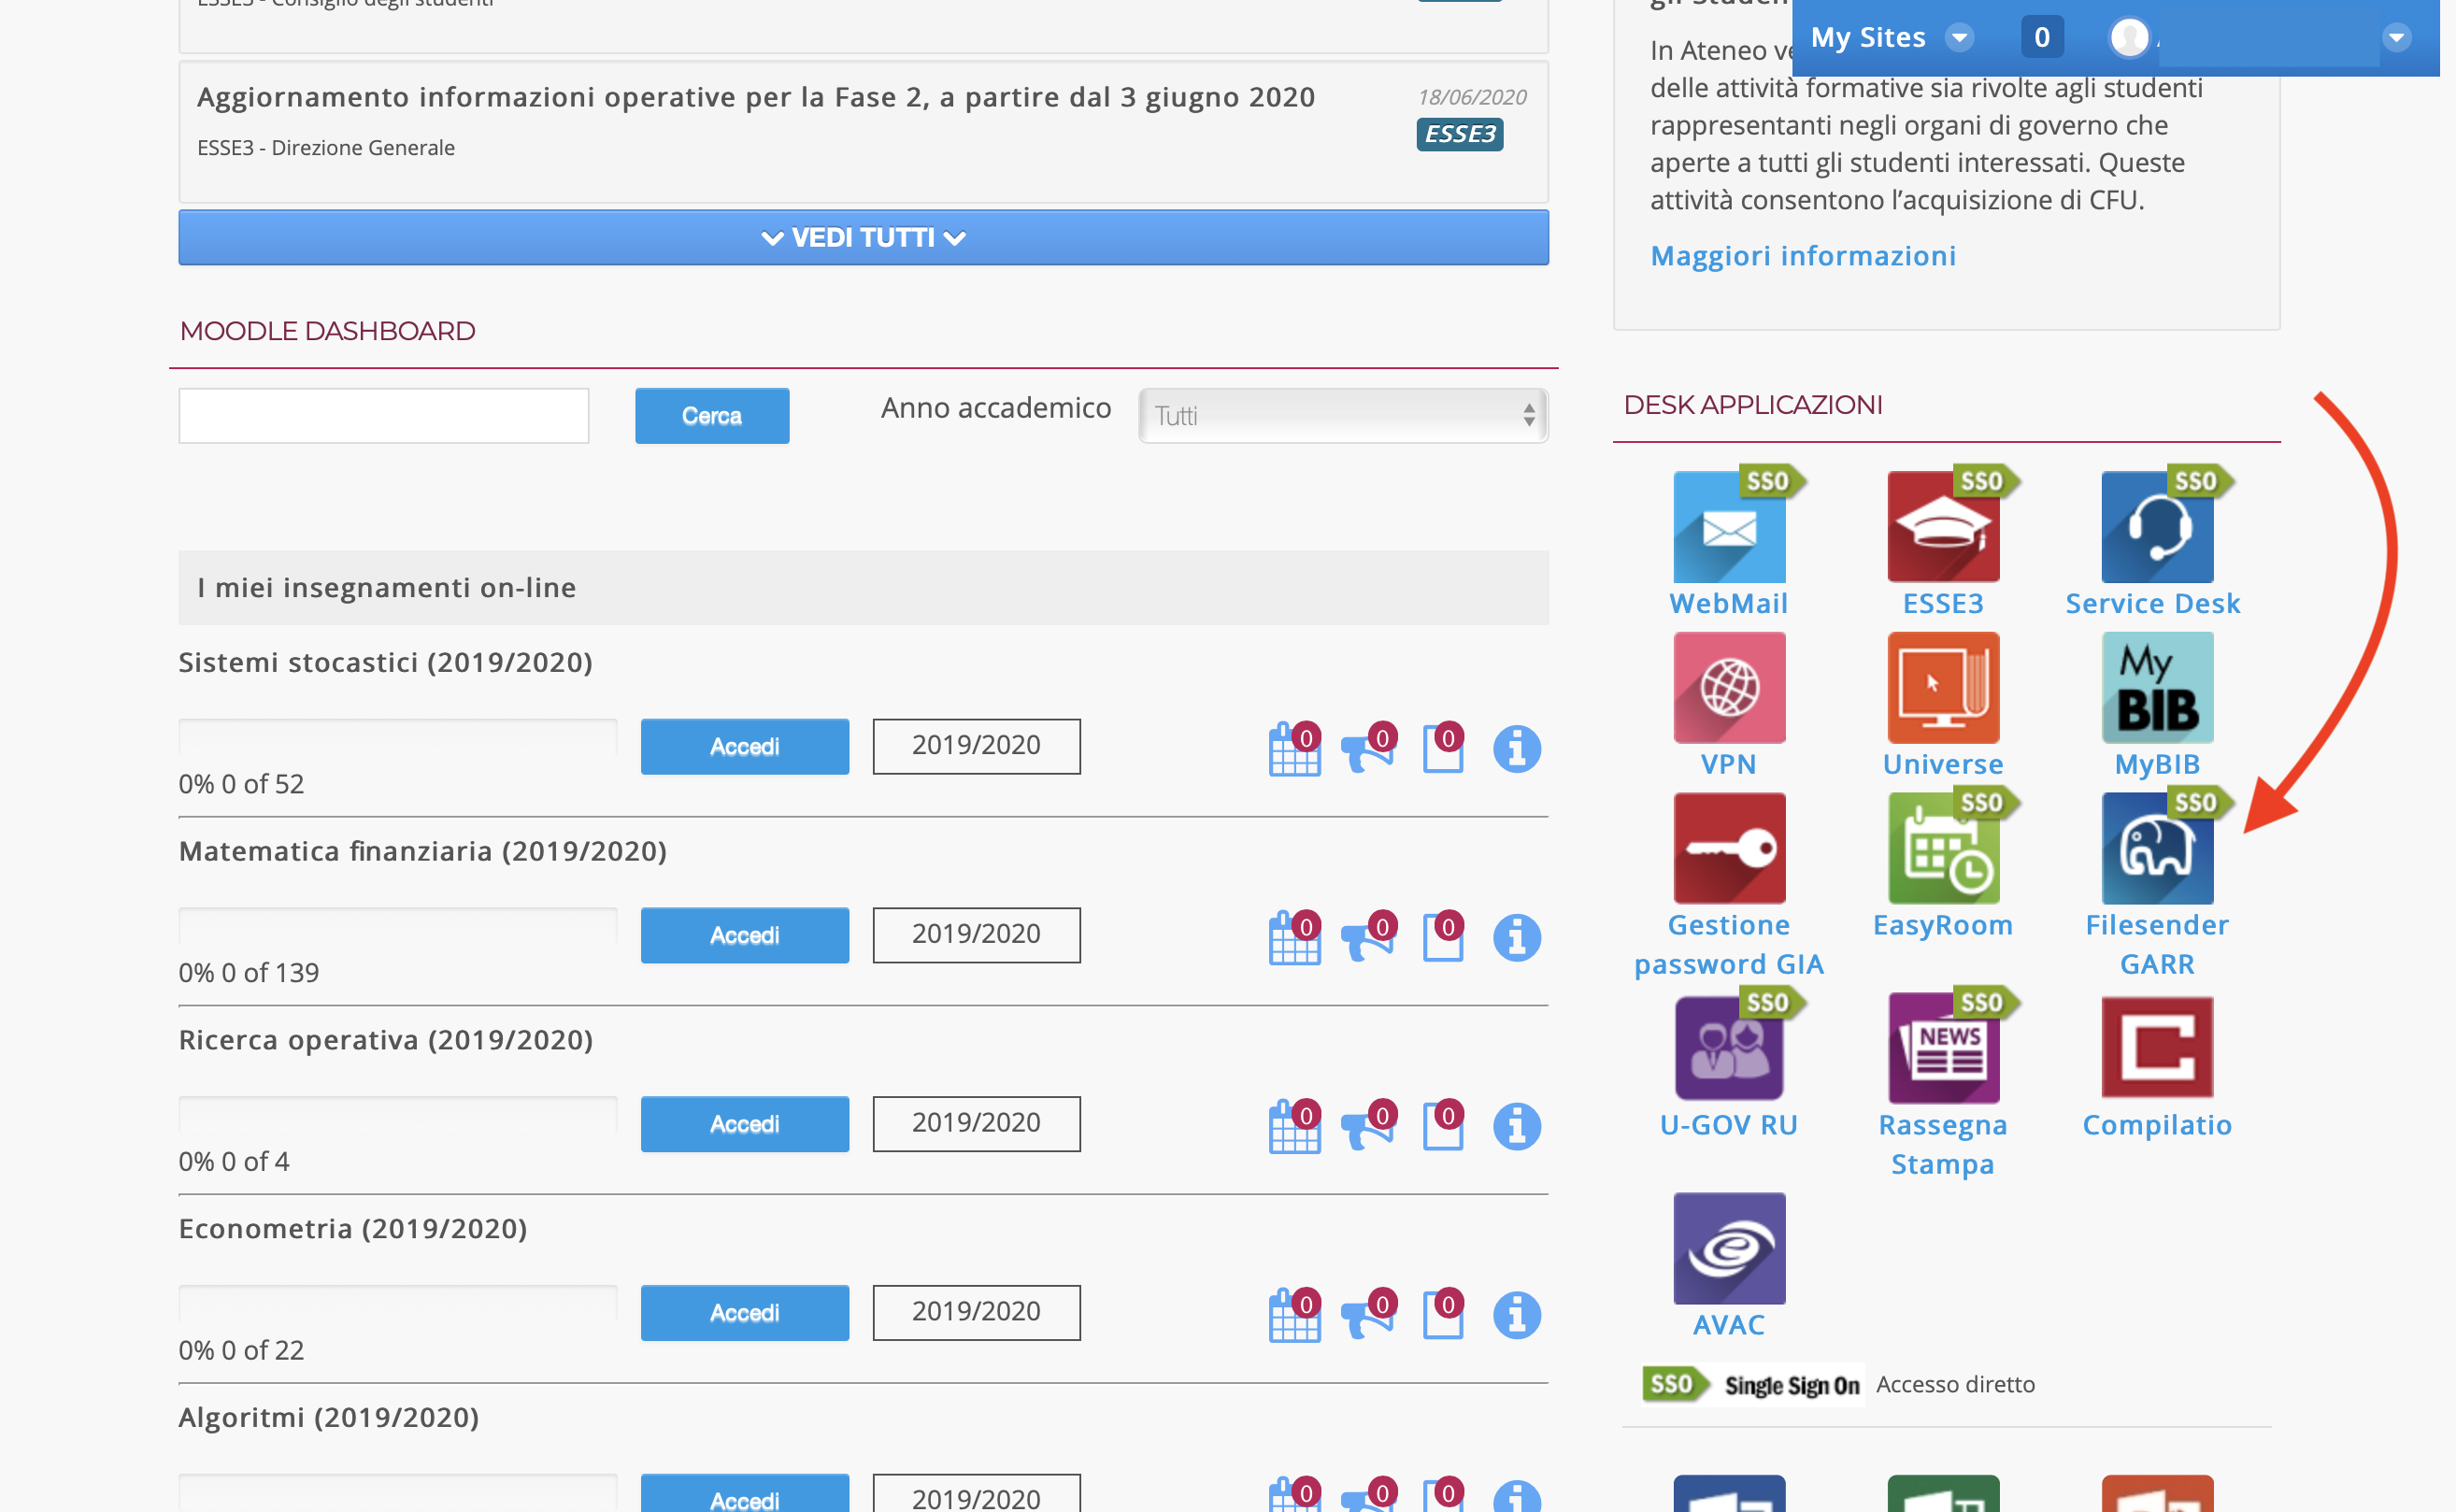 ESSE3 - Consiglio degli studenti
Aggiornamento informazioni operative per la Fase 2, a partire dal 3 giugno 2020
18/06/2020
ESSE3
ESSE3 - Direzione Generale
VEDI TUTTI
MOODLE DASHBOARD
Cerca
Anno accademico
Tutti
I miei insegnamenti on-line
Sistemi stocastici (2019/2020)
Accedi
2019/2020
0
0
0
0% 0 of 52
Matematica finanziaria (2019/2020)
Accedi
2019/2020
0
0
0
0% 0 of 139
Ricerca operativa (2019/2020)
Accedi
2019/2020
0
0
0
0% 0 of 4
Econometria (2019/2020)
Accedi
2019/2020
0
0
0
0% 0 of 22
Algoritmi (2019/2020)
Accedi
2019/2020
0
0
0
My Sites
0
gli
In Ateneo
delle attività formative sia rivolte agli studenti
rappresentanti negli organi di governo che
aperte a tutti gli studenti interessati. Queste
attività consentono l’acquisizione di CFU.
Maggiori informazioni
DESK APPLICAZIONI
SSO
SSO
SSO
WebMail
ESSE3
Service Desk
My
BIB
VPN
Universe
MyBIB
SSO
SSO
Gestione
password GIA
EasyRoom
Filesender
GARR
SSO
SSO
NEWS
U-GOV RU
Rassegna
Stampa
Compilatio
AVAC
SSO Single Sign On Accesso diretto